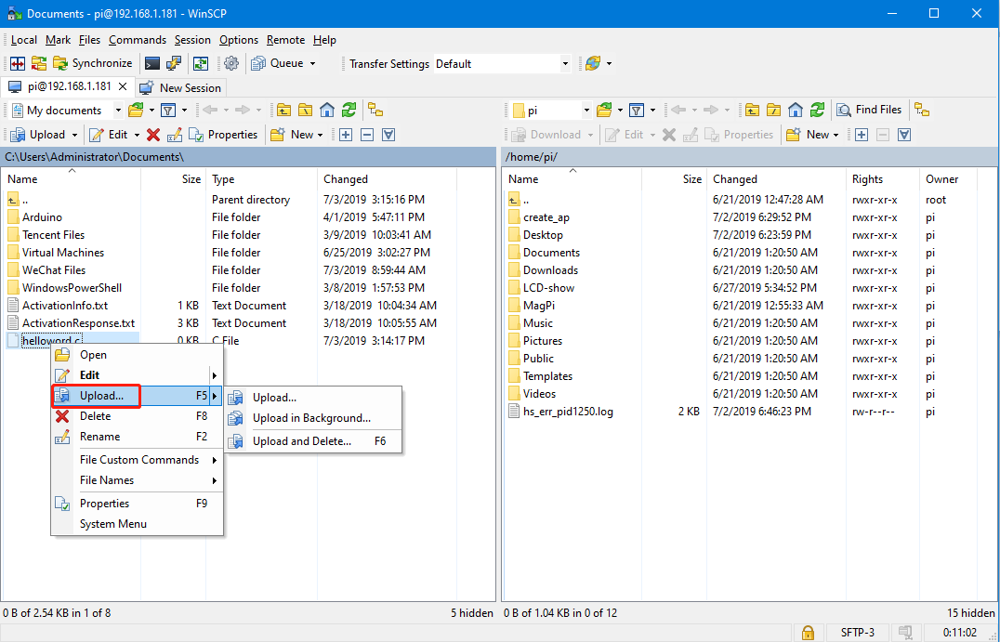 Documents - pi@192.168.1.181 - WinSCP
Local Mark Files Commands Session Options Remote Help
Synchronize Queue Transfer Settings Default
pi@192.168.1.181 New Session
My documents pi Find Files
Upload Edit Properties New Download Edit Properties New
C:\Users\Administrator\Documents\ /home/pi/
Name Size Type Changed Name Size Changed Rights Owner
.. Parent directory 7/3/2019 3:15:16 PM .. 6/21/2019 12:47:28 AM rwxr-xr-x root
Arduino File folder 4/1/2019 5:47:11 PM create_ap 7/2/2019 6:29:52 PM rwxr-xr-x pi
Tencent Files File folder 3/9/2019 10:03:41 AM Desktop 7/2/2019 6:23:59 PM rwxr-xr-x pi
Virtual Machines File folder 6/25/2019 3:02:27 PM Documents 6/21/2019 1:20:50 AM rwxr-xr-x pi
WeChat Files File folder 7/3/2019 8:59:44 AM Downloads 6/21/2019 1:20:50 AM rwxr-xr-x pi
WindowsPowerShell File folder 3/8/2019 1:57:53 PM LCD-show 6/27/2019 5:34:52 PM rwxr-xr-x pi
ActivationInfo.txt 1 KB Text Document 3/18/2019 10:04:34 AM MagPi 6/21/2019 12:55:33 AM rwxr-xr-x pi
ActivationResponse.txt 3 KB Text Document 3/18/2019 10:05:55 AM Music 6/21/2019 1:20:50 AM rwxr-xr-x pi
helloword.c 0 KB C File 7/3/2019 3:14:17 PM Pictures 6/21/2019 1:20:50 AM rwxr-xr-x pi
Public 6/21/2019 1:20:50 AM rwxr-xr-x pi
Templates 6/21/2019 1:20:50 AM rwxr-xr-x pi
Videos 6/21/2019 1:20:50 AM rwxr-xr-x pi
hs_err_pid1250.log 2 KB 7/2/2019 6:46:23 PM rw-r--r-- pi
Open
Edit
Upload... F5
Delete F8
Rename F2
File Custom Commands
File Names
Properties F9
System Menu
Upload...
Upload in Background...
Upload and Delete... F6
0 B of 2.54 KB in 1 of 8 5 hidden 0 B of 1.04 KB in 0 of 12 15 hidden
SFTP-3 0:11:02